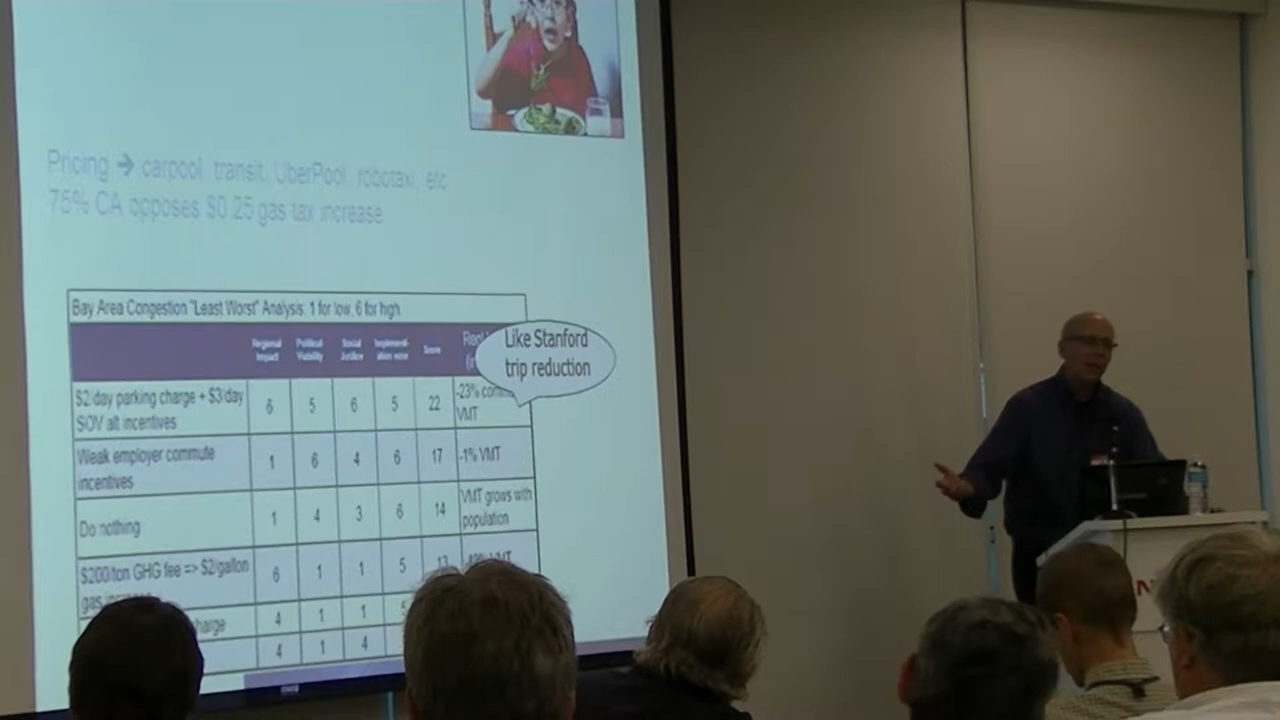 Pricing ➔ carpool, transit, UberPool, robotaxi, etc
75% CA opposes $0.25 gas tax increase
Bay Area Congestion "Least Worst" Analysis: 1 for low, 6 for high.
Regional Impact Political Viability Social Justice Implement-ation ease Score
Like Stanford
trip reduction
$2/day parking charge + $3/day
SOV alt incentives
6 5 6 5 22
-23%
VMT
Weak employer commute
incentives
1 6 4 6 17 -1% VMT
Do nothing
1 4 3 6 14
VMT grows with
population
$200/ton GHG fee => $2/gallon
gas
6 1 1 5 13 VMT
4 1 1
4 1 4